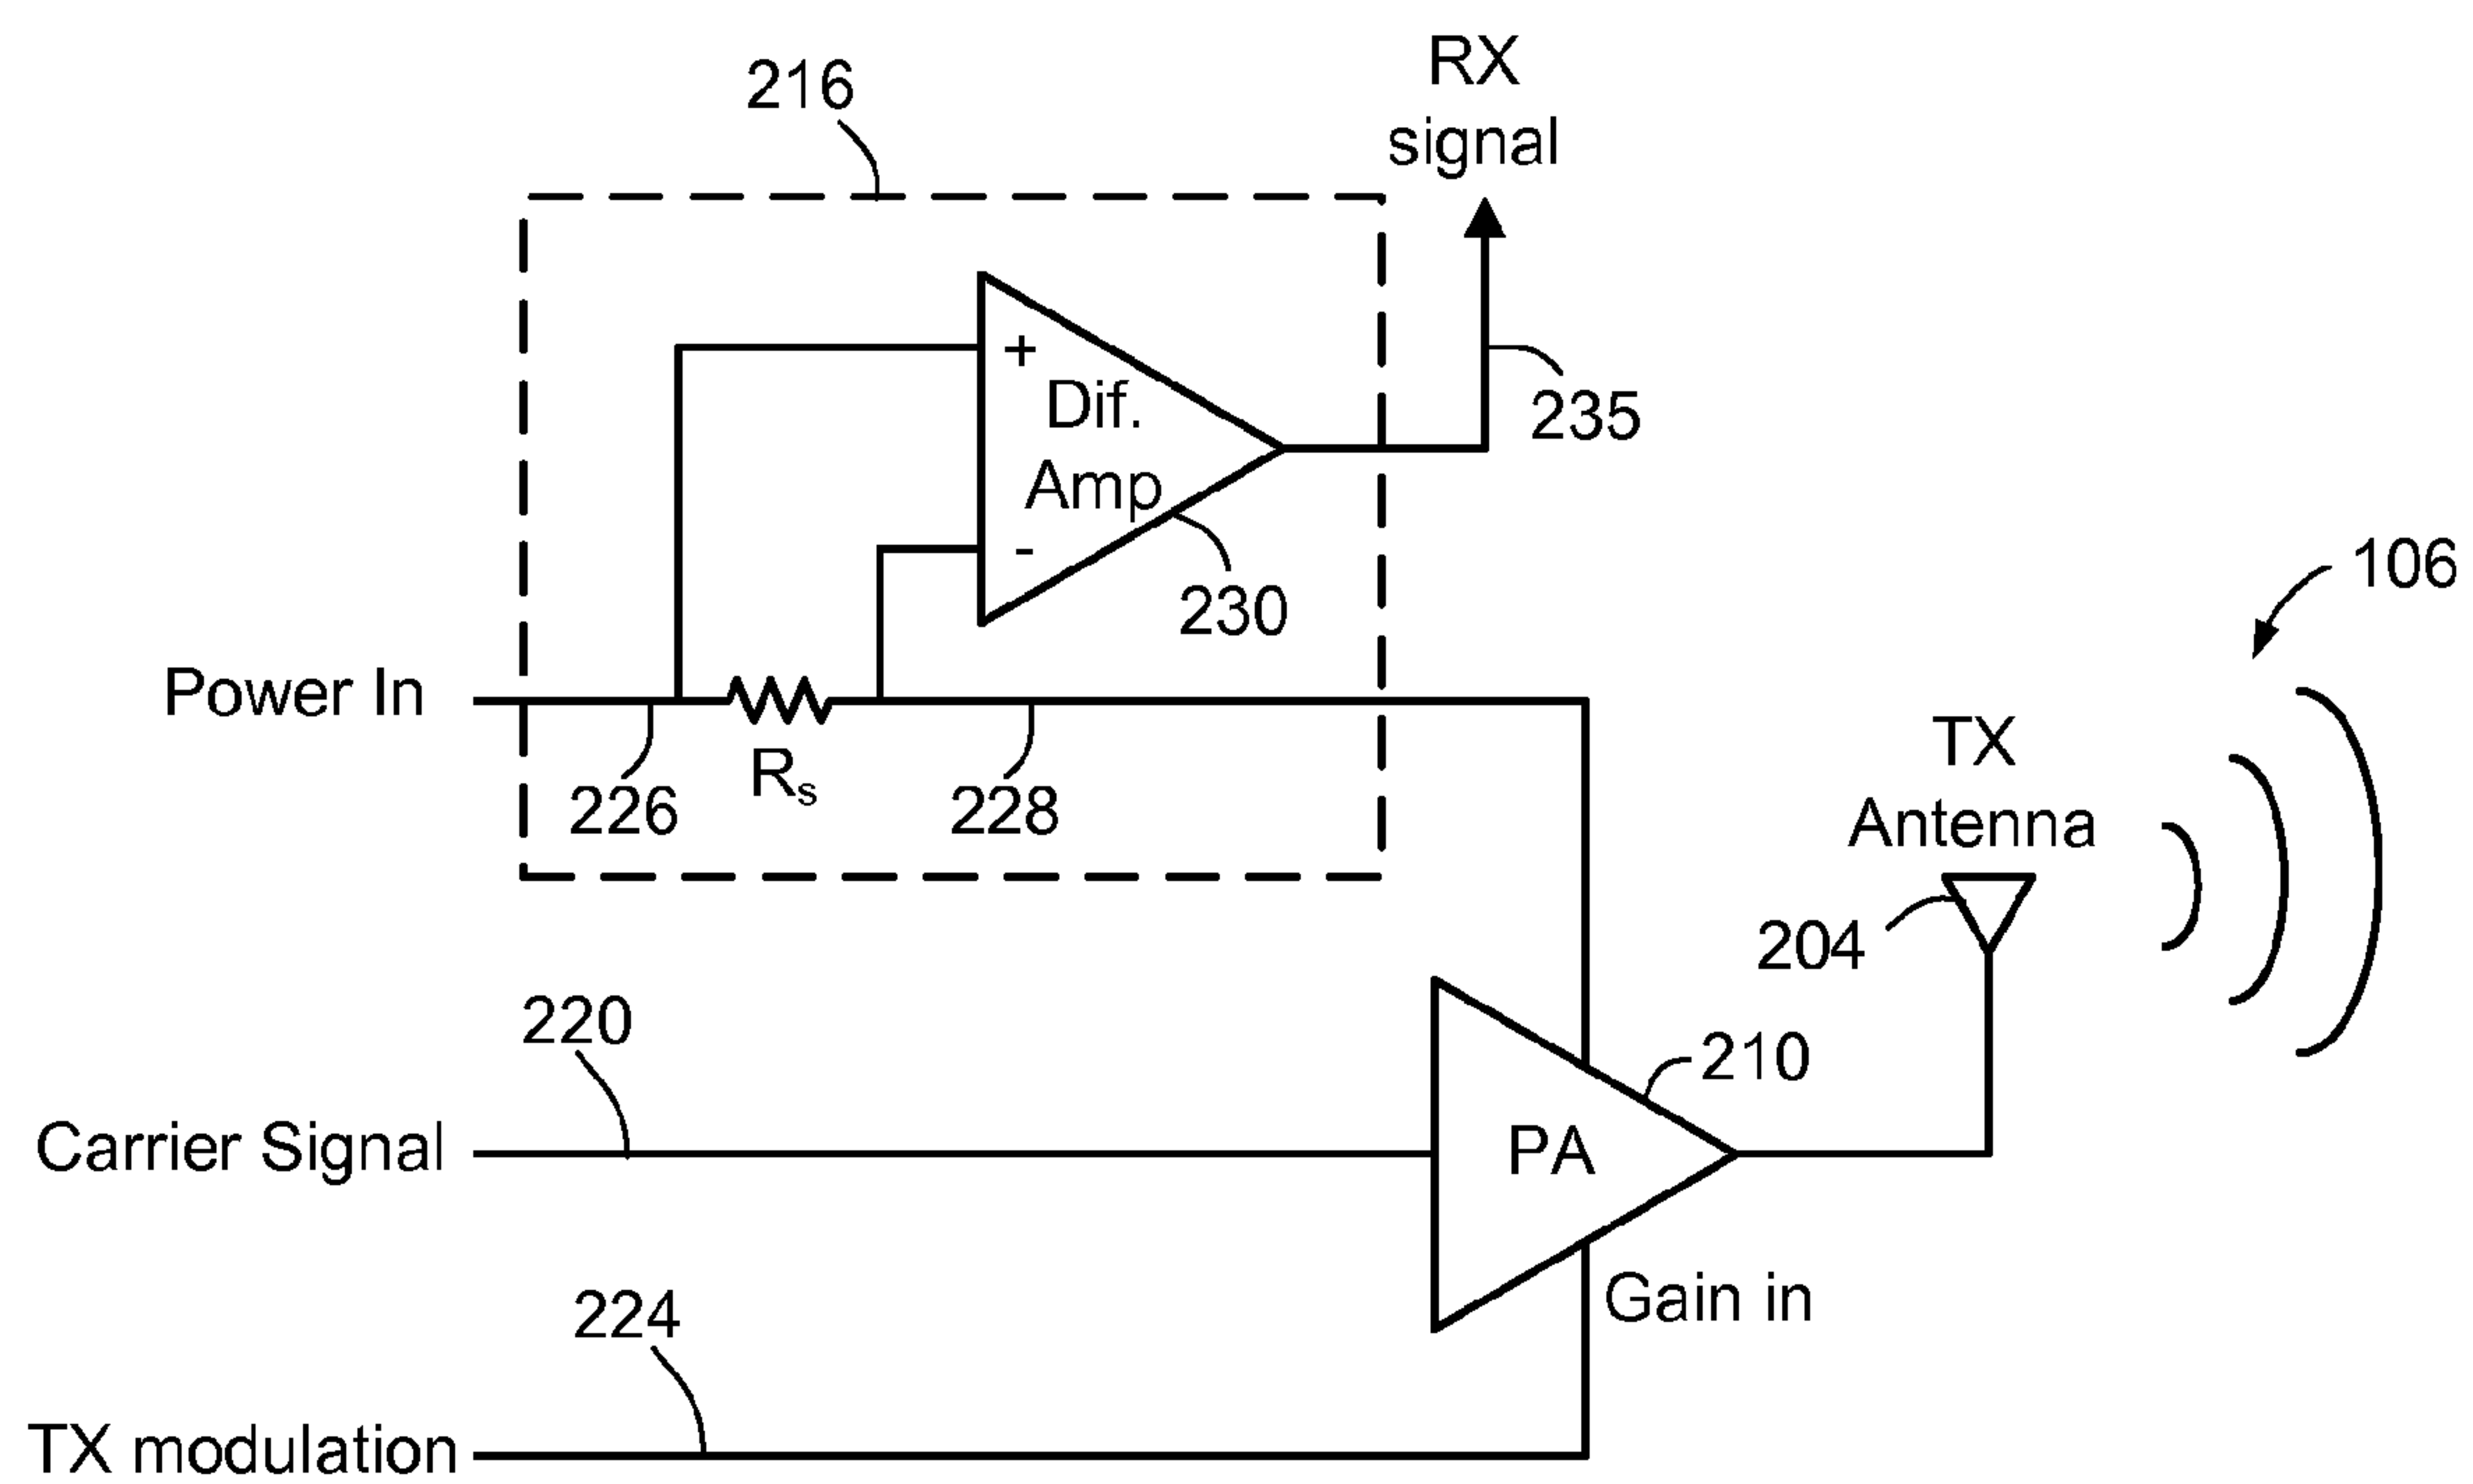 RX
signal
216
+
Dif.
Amp
-
235
230
106
Power In
Rs
226
228
TX
Antenna
204
220
210
Carrier Signal
PA
Gain in
224
TX modulation